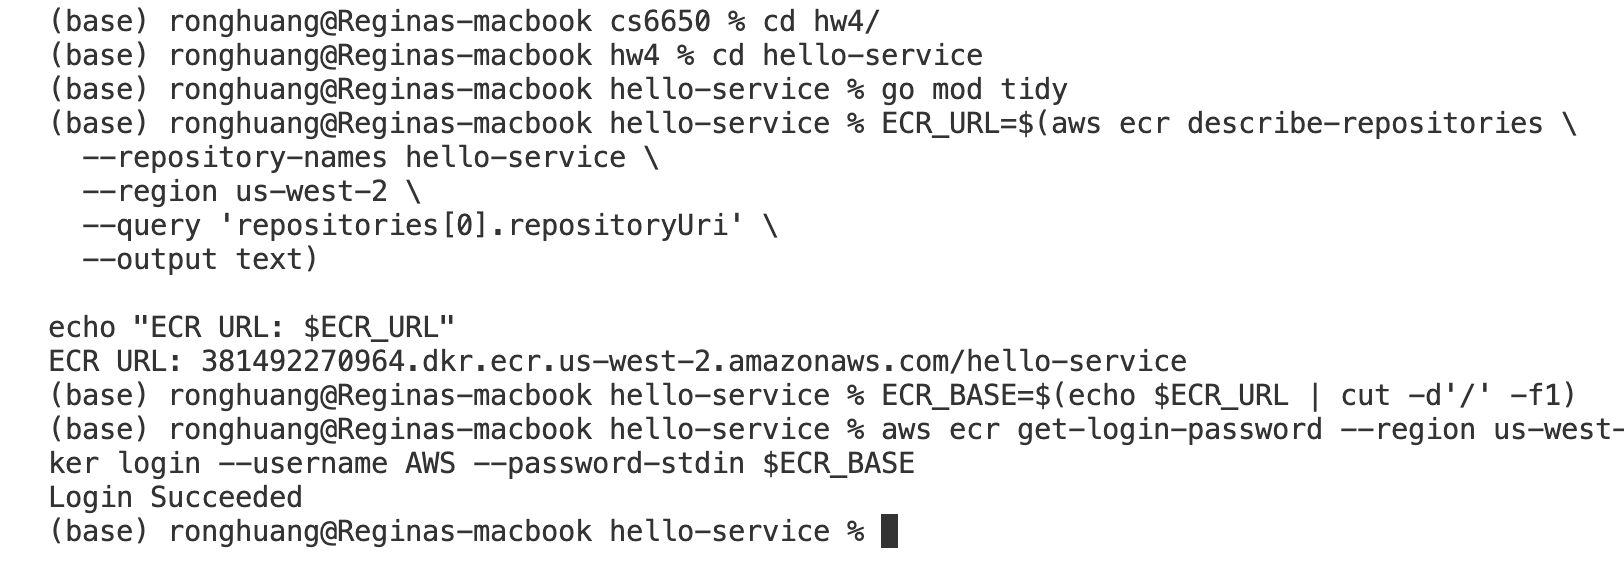 (base) ronghuang@Reginas-macbook cs6650 % cd hw4/
(base) ronghuang@Reginas-macbook hw4 % cd hello-service
(base) ronghuang@Reginas-macbook hello-service % go mod tidy
(base) ronghuang@Reginas-macbook hello-service % ECR_URL=$(aws ecr describe-repositories \
  --repository-names hello-service \
  --region us-west-2 \
  --query 'repositories[0].repositoryUri' \
  --output text)

echo "ECR URL: $ECR_URL"
ECR URL: 381492270964.dkr.ecr.us-west-2.amazonaws.com/hello-service
(base) ronghuang@Reginas-macbook hello-service % ECR_BASE=$(echo $ECR_URL | cut -d'/' -f1)
(base) ronghuang@Reginas-macbook hello-service % aws ecr get-login-password --region us-west-
ker login --username AWS --password-stdin $ECR_BASE
Login Succeeded
(base) ronghuang@Reginas-macbook hello-service %